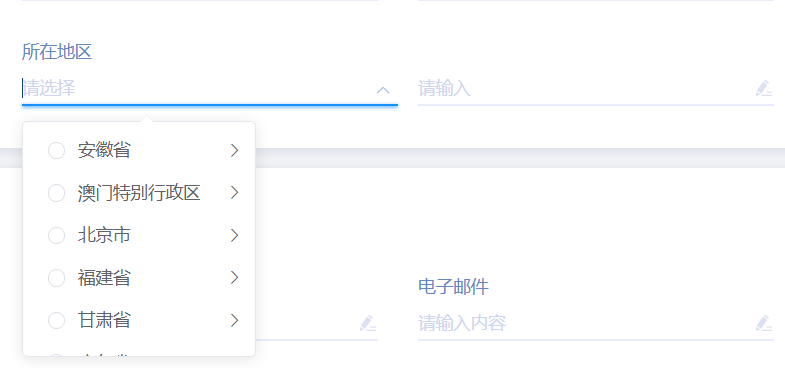 所在地区
请选择
请输入
安徽省
澳门特别行政区
北京市
福建省
甘肃省
电子邮件
请输入内容